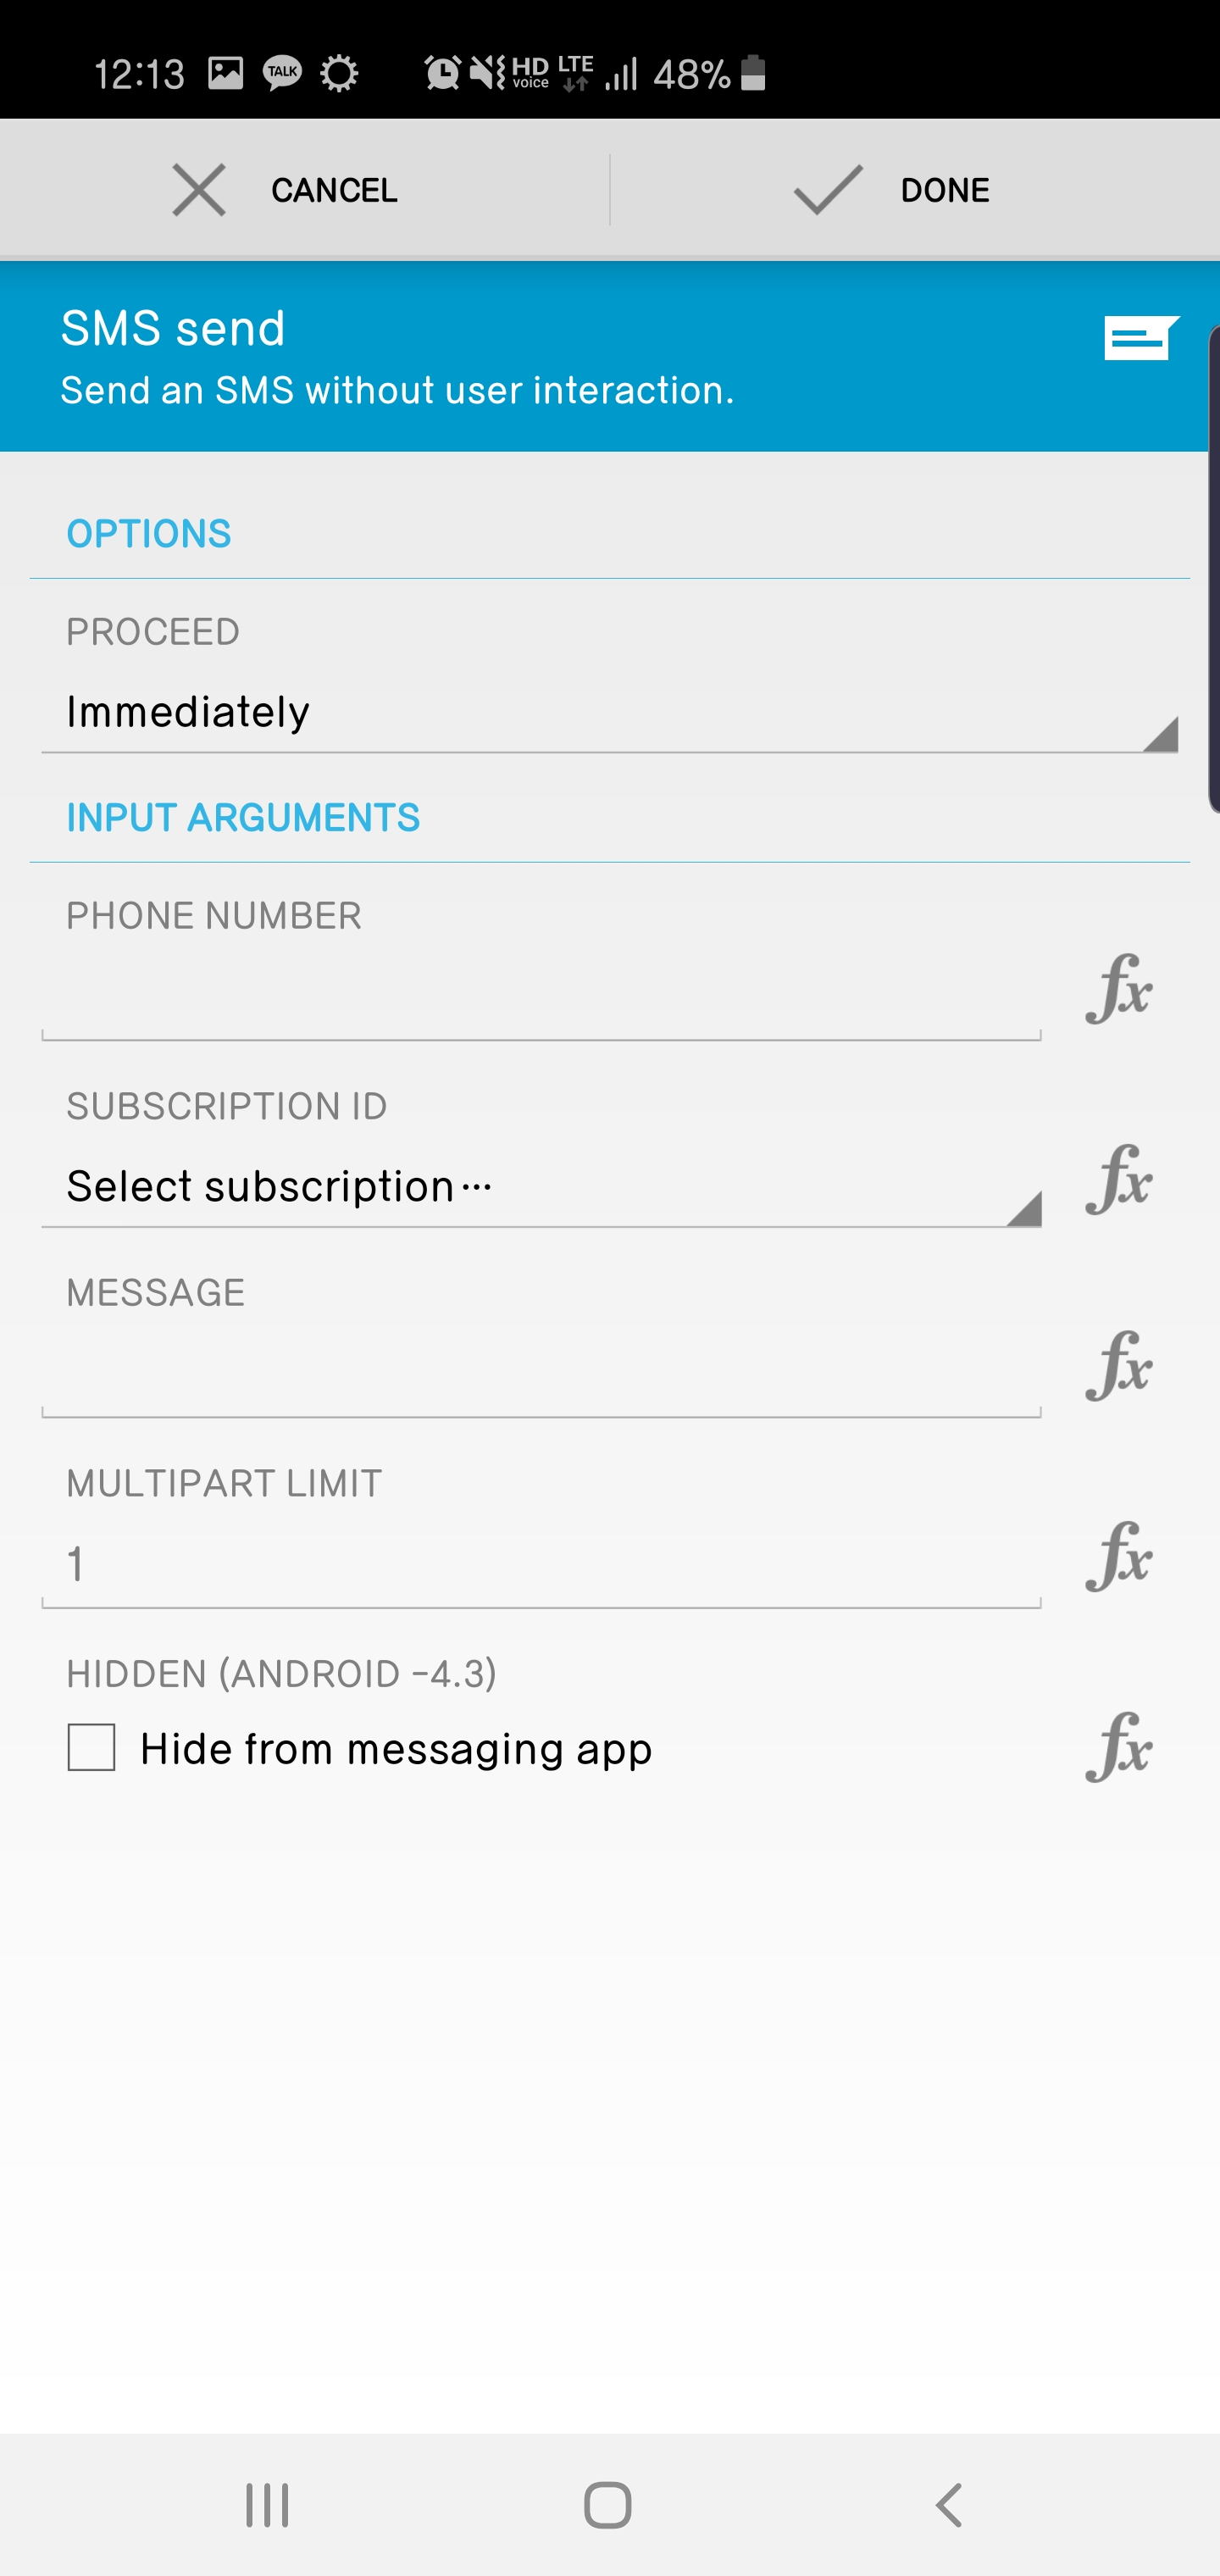 12:13 TALK HD voice LTE 48%
CANCEL DONE
SMS send
Send an SMS without user interaction.
OPTIONS
PROCEED
Immediately
INPUT ARGUMENTS
PHONE NUMBER
fx
SUBSCRIPTION ID
Select subscription… fx
MESSAGE
fx
MULTIPART LIMIT
1 fx
HIDDEN (ANDROID -4.3)
Hide from messaging app fx